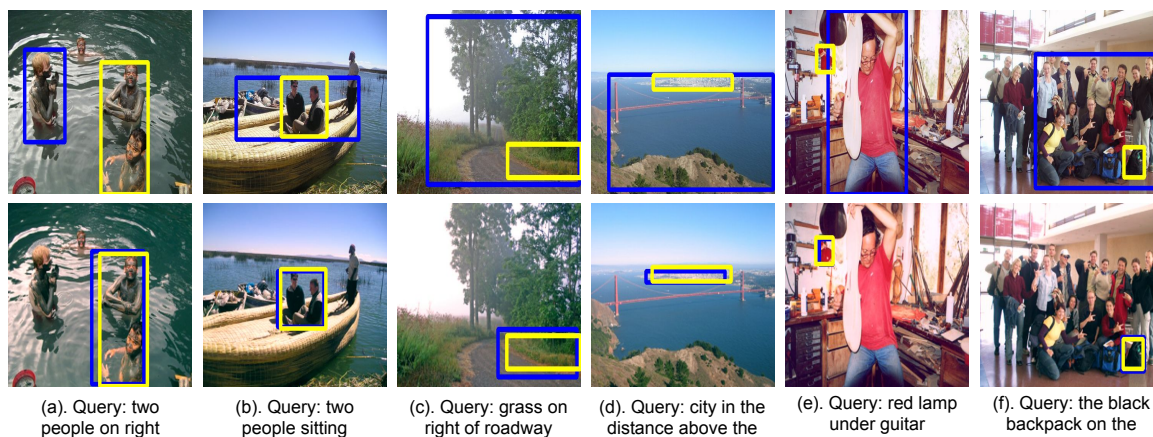 (a). Query: two
people on right
(b). Query: two
people sitting
(c). Query: grass on
right of roadway
(d). Query: city in the
distance above the
(e). Query: red lamp
under guitar
(f). Query: the black
backpack on the